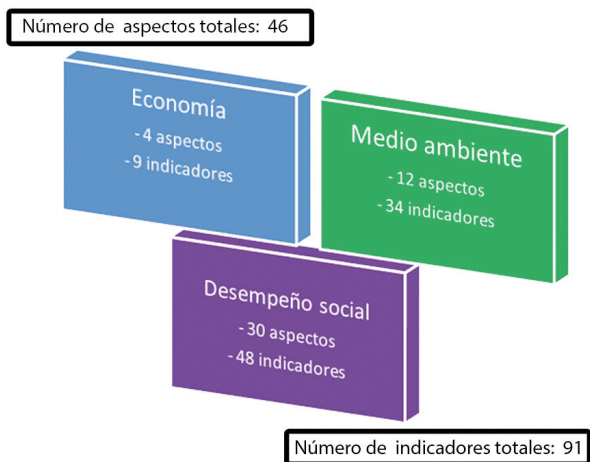 Número de aspectos totales: 46
Economía
- 4 aspectos
- 9 indicadores
Medio ambiente
- 12 aspectos
- 34 indicadores
Desempeño social
- 30 aspectos
- 48 indicadores
Número de indicadores totales: 91